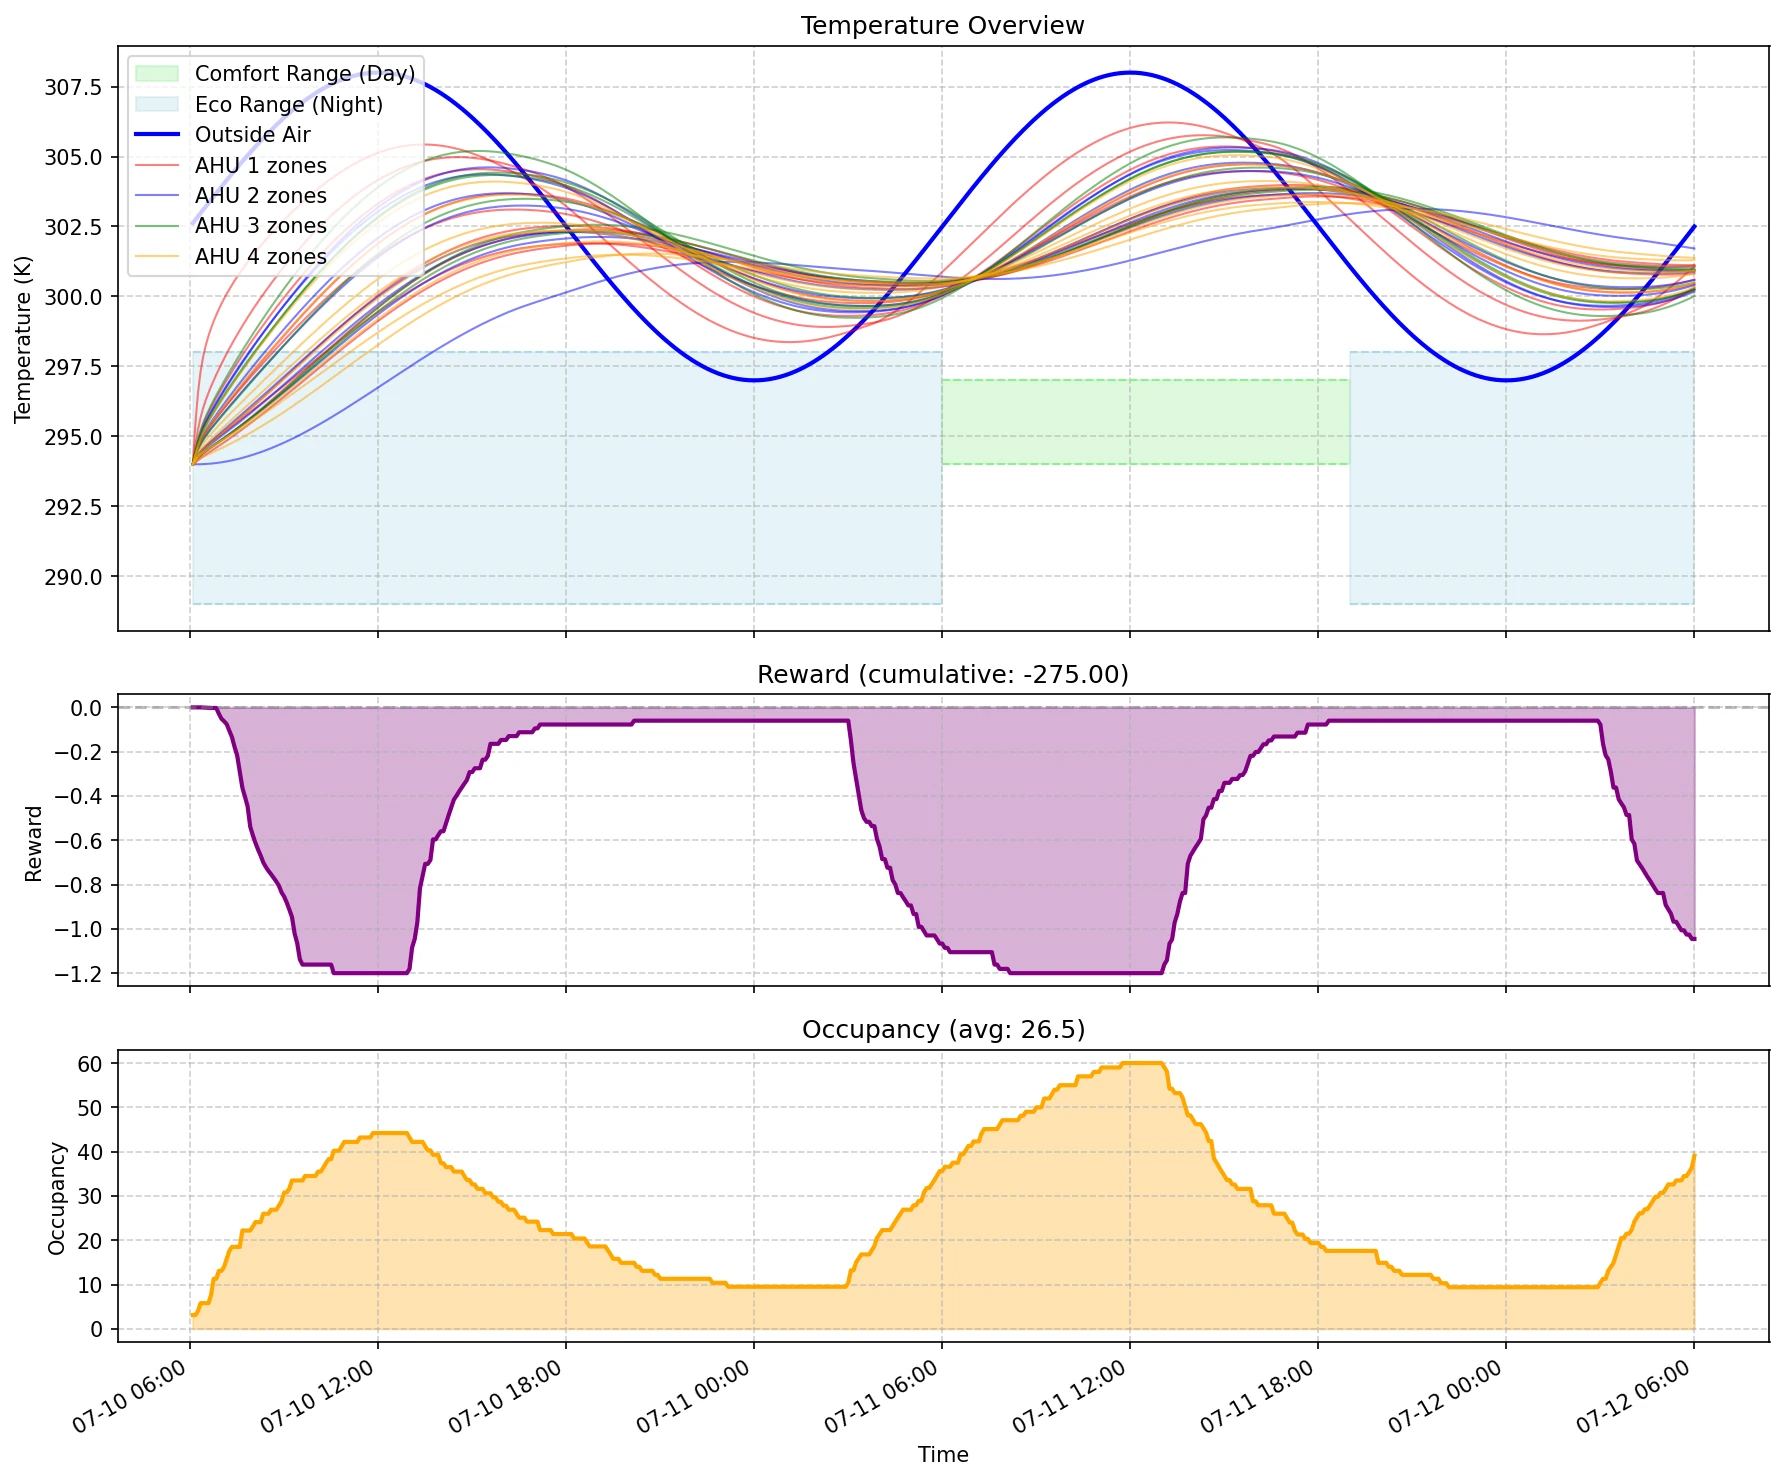 Temperature Overview
Temperature (K)
307.5
305.0
302.5
300.0
297.5
295.0
292.5
290.0
Comfort Range (Day)
Eco Range (Night)
Outside Air
AHU 1 zones
AHU 2 zones
AHU 3 zones
AHU 4 zones
Reward (cumulative: -275.00)
Reward
0.0
−0.2
−0.4
−0.6
−0.8
−1.0
−1.2
Occupancy (avg: 26.5)
Occupancy
60
50
40
30
20
10
0
07-10 06:00
07-10 12:00
07-10 18:00
07-11 00:00
07-11 06:00
07-11 12:00
07-11 18:00
07-12 00:00
07-12 06:00
Time